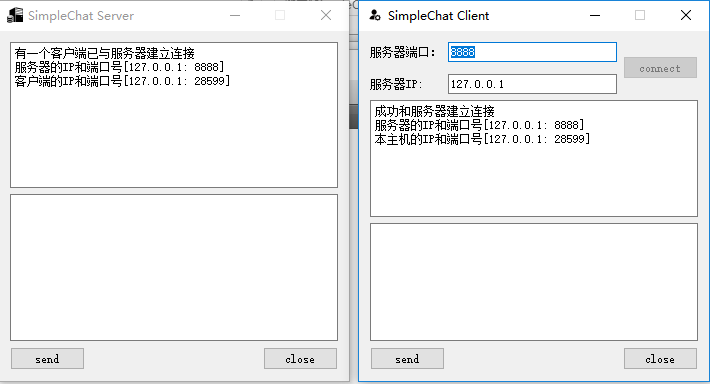 SimpleChat Server
有一个客户端已与服务器建立连接
服务器的IP和端口号[127.0.0.1: 8888]
客户端的IP和端口号[127.0.0.1: 28599]
send
close
SimpleChat Client
服务器端口:
8888
connect
服务器IP:
127.0.0.1
成功和服务器建立连接
服务器的IP和端口号[127.0.0.1: 8888]
本主机的IP和端口号[127.0.0.1: 28599]
send
close